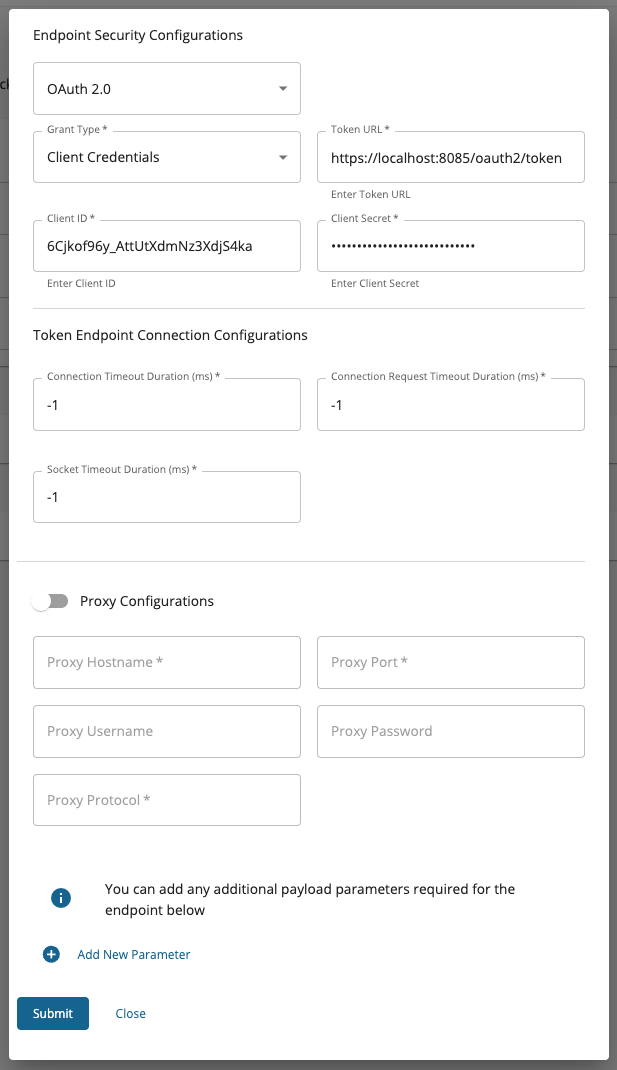 Endpoint Security Configurations
OAuth 2.0
Grant Type *
Client Credentials
Token URL *
https://localhost:8085/oauth2/token
Enter Token URL
Client ID *
6Cjkof96y_AttUtXdmNz3XdjS4ka
Enter Client ID
Client Secret *
••••••••••••••••••••••••••••
Enter Client Secret
Token Endpoint Connection Configurations
Connection Timeout Duration (ms) *
-1
Connection Request Timeout Duration (ms) *
-1
Socket Timeout Duration (ms) *
-1
Proxy Configurations
Proxy Hostname *
Proxy Port *
Proxy Username
Proxy Password
Proxy Protocol *
You can add any additional payload parameters required for the
endpoint below
Add New Parameter
Submit
Close